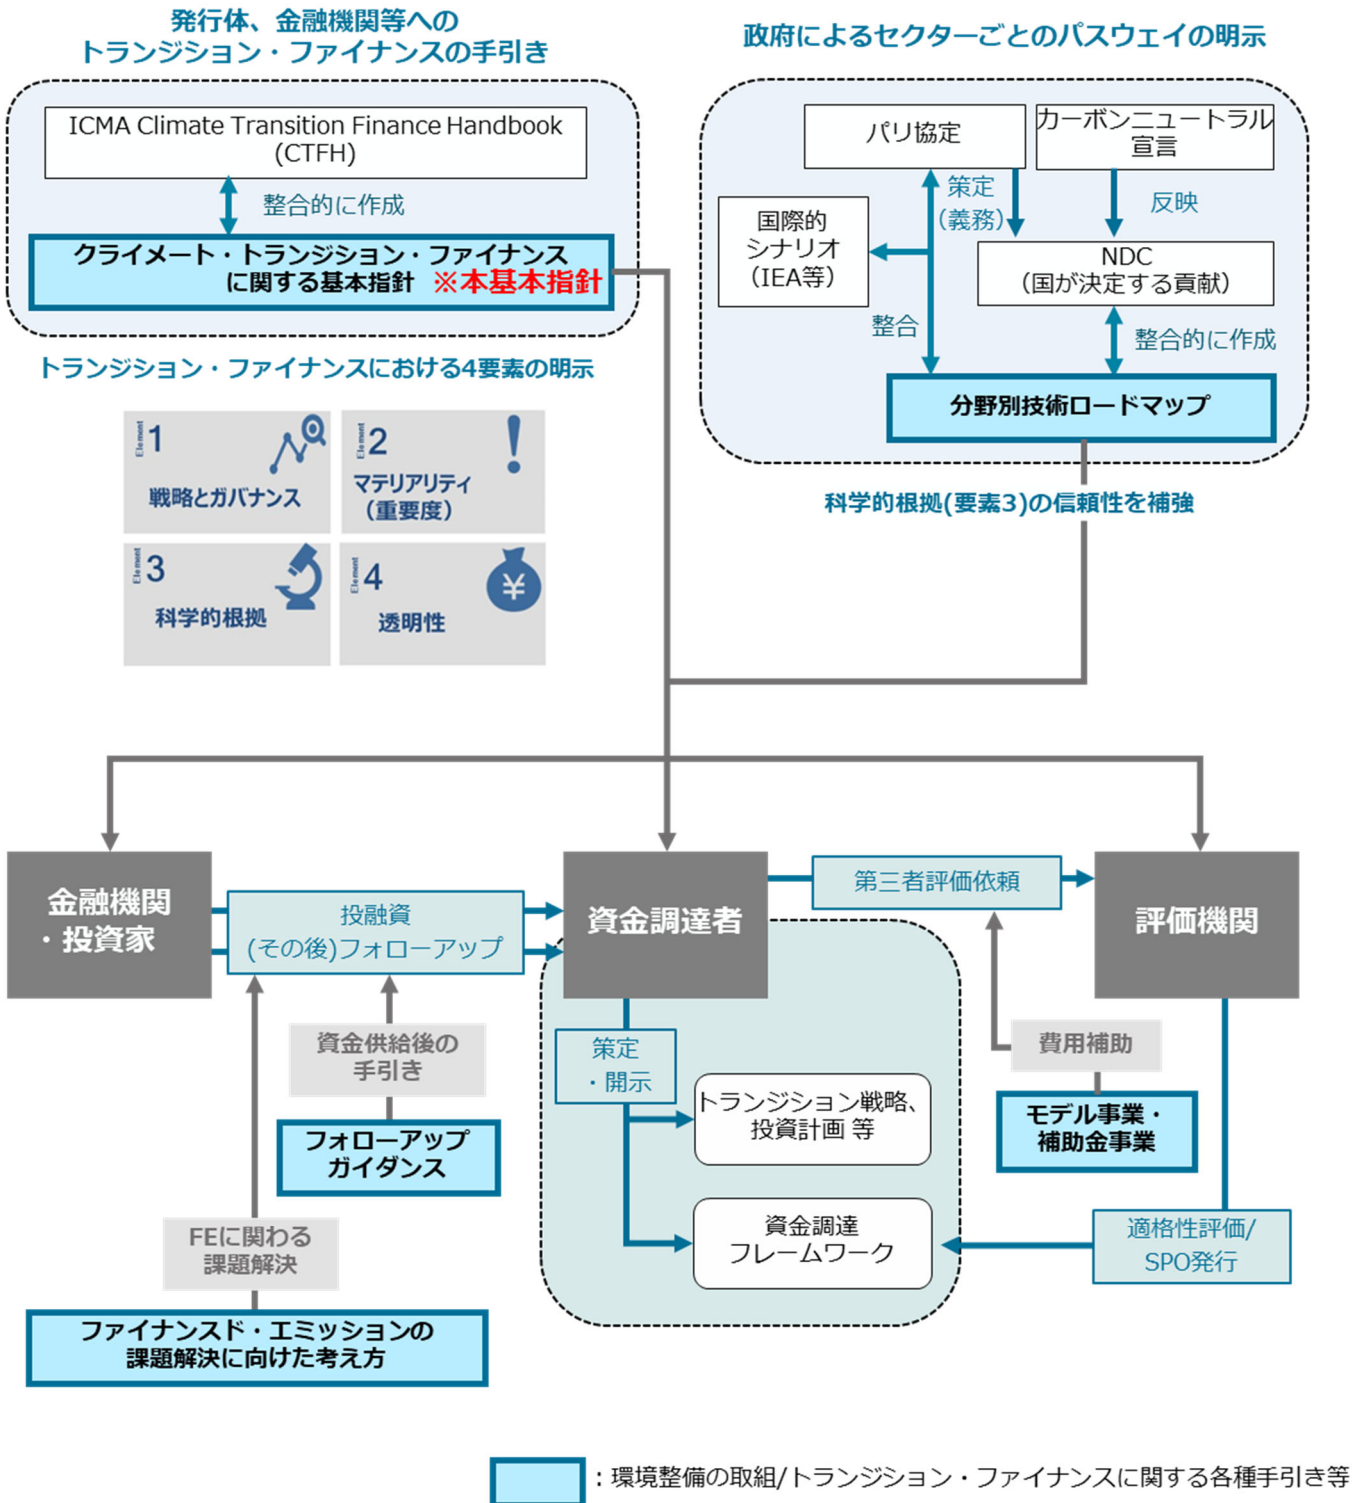 発行体、金融機関等への
トランジション・ファイナンスの手引き
ICMA Climate Transition Finance Handbook
(CTFH)
整合的に作成
クライメート・トランジション・ファイナンス
に関する基本指針 ※本基本指針
政府によるセクターごとのパスウェイの明示
パリ協定
カーボンニュートラル
宣言
策定
(義務)
反映
国際的
シナリオ
（IEA等）
NDC
（国が決定する貢献）
整合
整合的に作成
分野別技術ロードマップ
科学的根拠(要素3)の信頼性を補強
トランジション・ファイナンスにおける4要素の明示
Element 1
戦略とガバナンス
Element 2
マテリアリティ
（重要度）
Element 3
科学的根拠
Element 4
¥
透明性
金融機関
・投資家
投融資
(その後)フォローアップ
資金調達者
第三者評価依頼
評価機関
資金供給後の
手引き
フォローアップ
ガイダンス
FEに関わる
課題解決
ファイナンスド・エミッションの
課題解決に向けた考え方
策定
・開示
トランジション戦略、
投資計画 等
資金調達
フレームワーク
費用補助
モデル事業・
補助金事業
適格性評価/
SPO発行
：環境整備の取組/トランジション・ファイナンスに関する各種手引き等